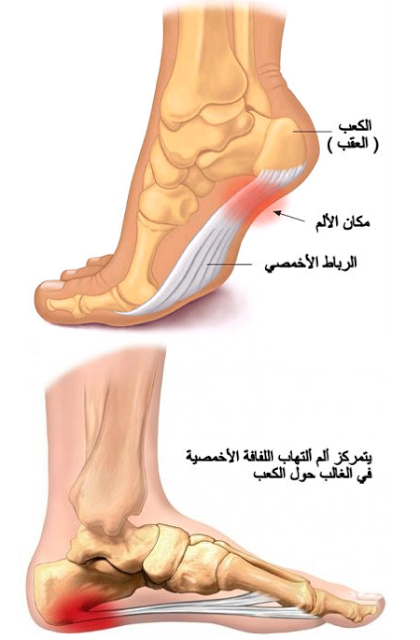 الكعب
( العقب )
مكان الألم
الرباط الأخمصي
يتمركز ألم ألتهاب اللفافة الأخمصية
في الغالب حول الكعب